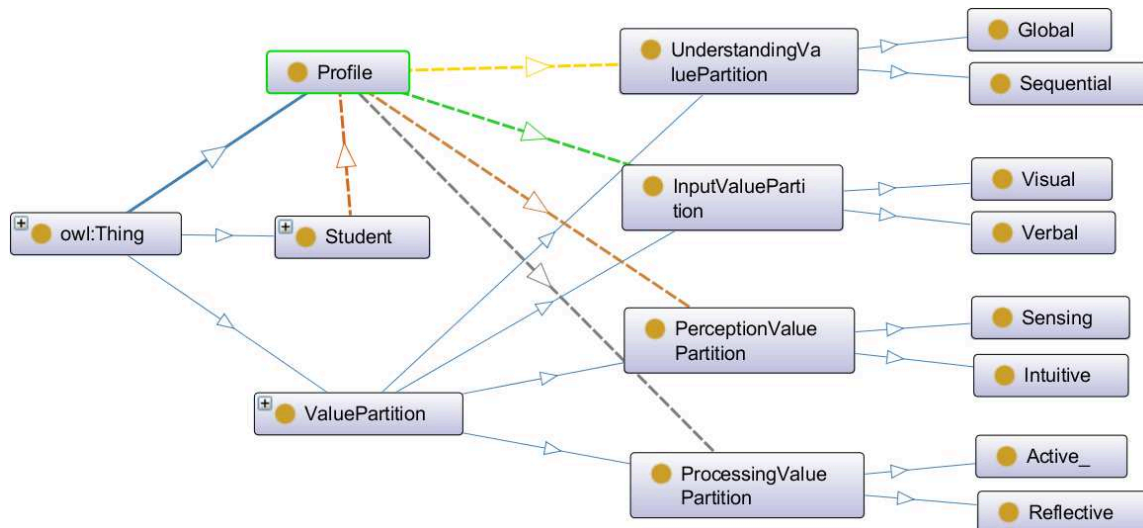 Profile
owl:Thing
Student
ValuePartition
UnderstandingVa
luePartition
InputValueParti
tion
PerceptionValue
Partition
ProcessingValue
Partition
Global
Sequential
Visual
Verbal
Sensing
Intuitive
Active_
Reflective